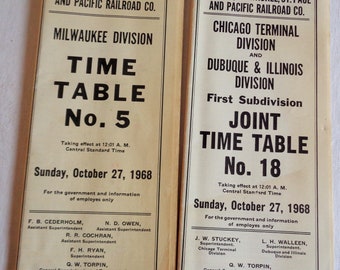 AND PACIFIC RAILROAD CO.
MILWAUKEE DIVISION
TIME
TABLE
No. 5
Taking effect at 12:01 A. M.
Central Standard Time
Sunday, October 27, 1968
For the government and information
of employes only
F. B. CEDERHOLM,
Superintendent.
N. D. OWEN,
Assistant Superintendent.
R. R. COCHRAN,
Assistant Superintendent.
F. H. RYAN,
Superintendent.
Q. W. TORPIN,
ST. PAUL
AND PACIFIC RAILROAD CO.
CHICAGO TERMINAL
DIVISION
AND
DUBUQUE & ILLINOIS
DIVISION
First Subdivision
JOINT
TIME TABLE
No. 18
Taking effect at 12:01 A. M.
Central Standard Time
Sunday, October 27, 1968
For the government and information
of employes only
J. W. STUCKEY,
Superintendent,
Chicago Terminal
Division
L. H. WALLEEN,
Superintendent,
Dubuque and Illinois
Division
Q. W. TORPIN,